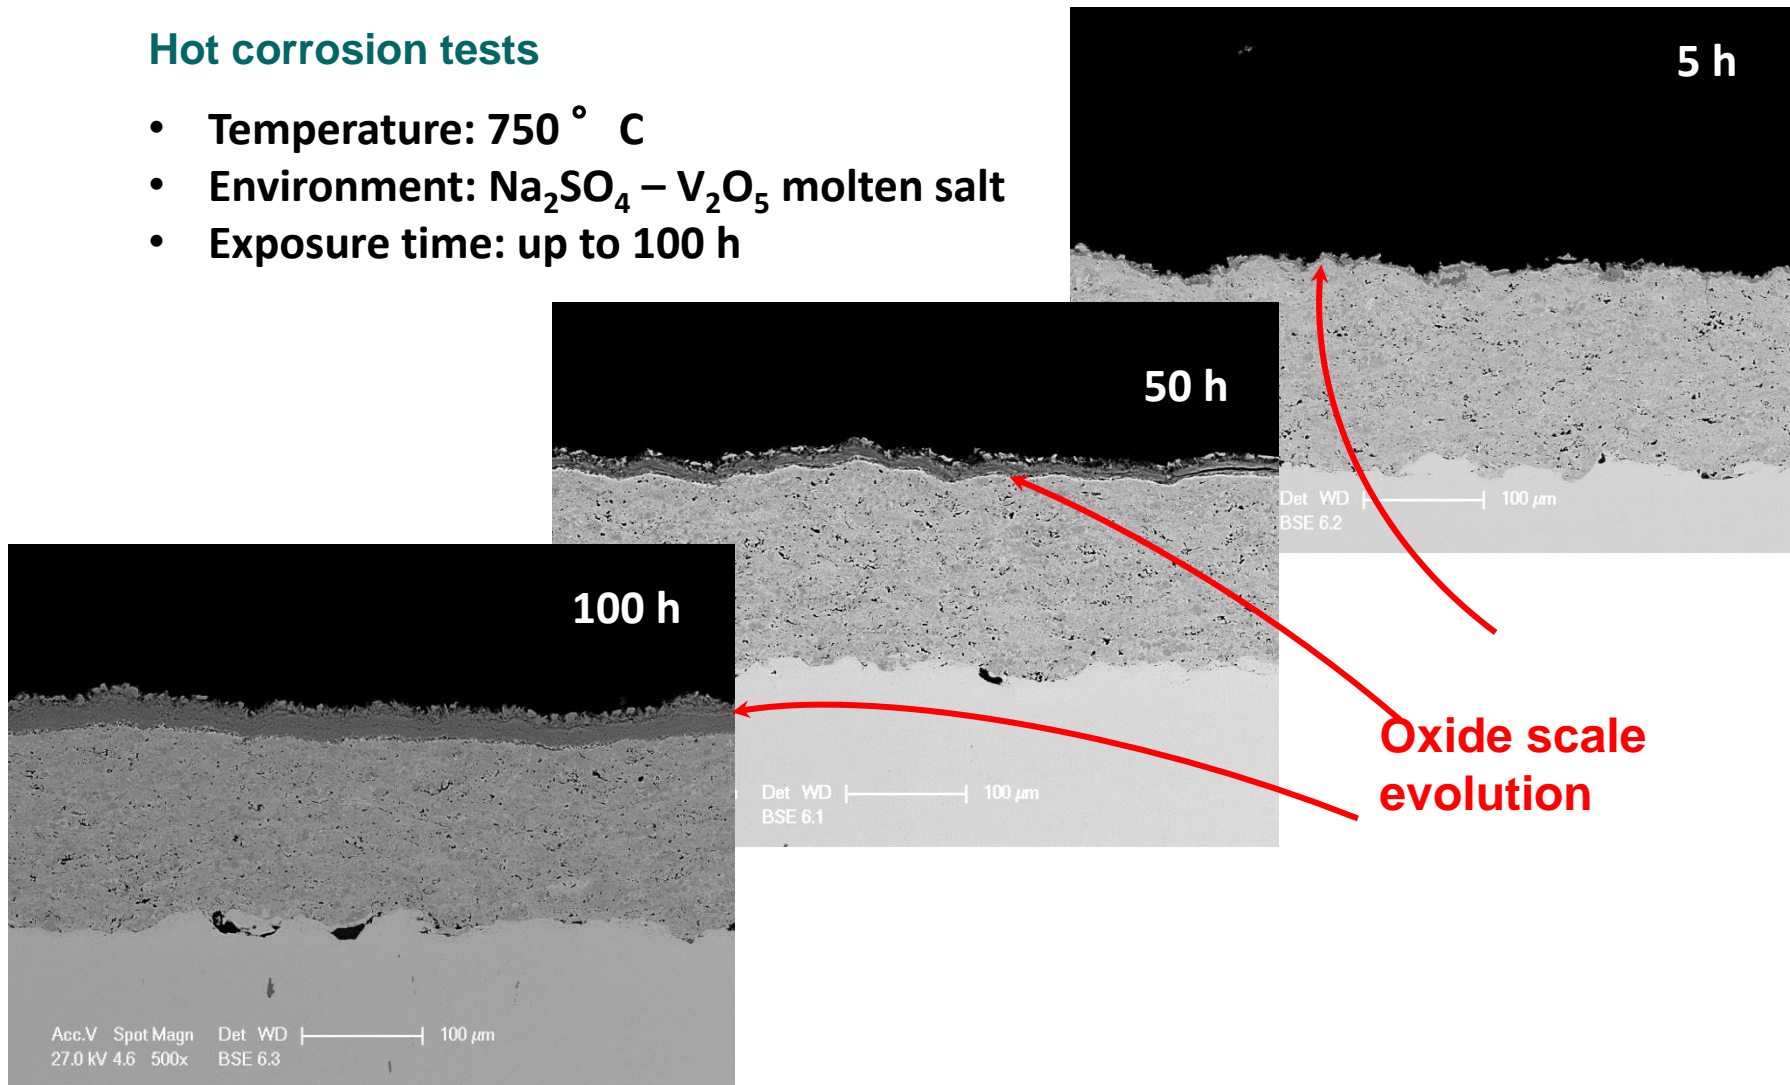 Hot corrosion tests
• Temperature: 750 ° C
• Environment: Na₂SO₄ – V₂O₅ molten salt
• Exposure time: up to 100 h
5 h
Det WD 100 µm
BSE 6.2
50 h
Det WD 100 µm
BSE 6.1
100 h
Acc.V Spot Magn Det WD 100 µm
27.0 kV 4.6 500x BSE 6.3
Oxide scale
evolution